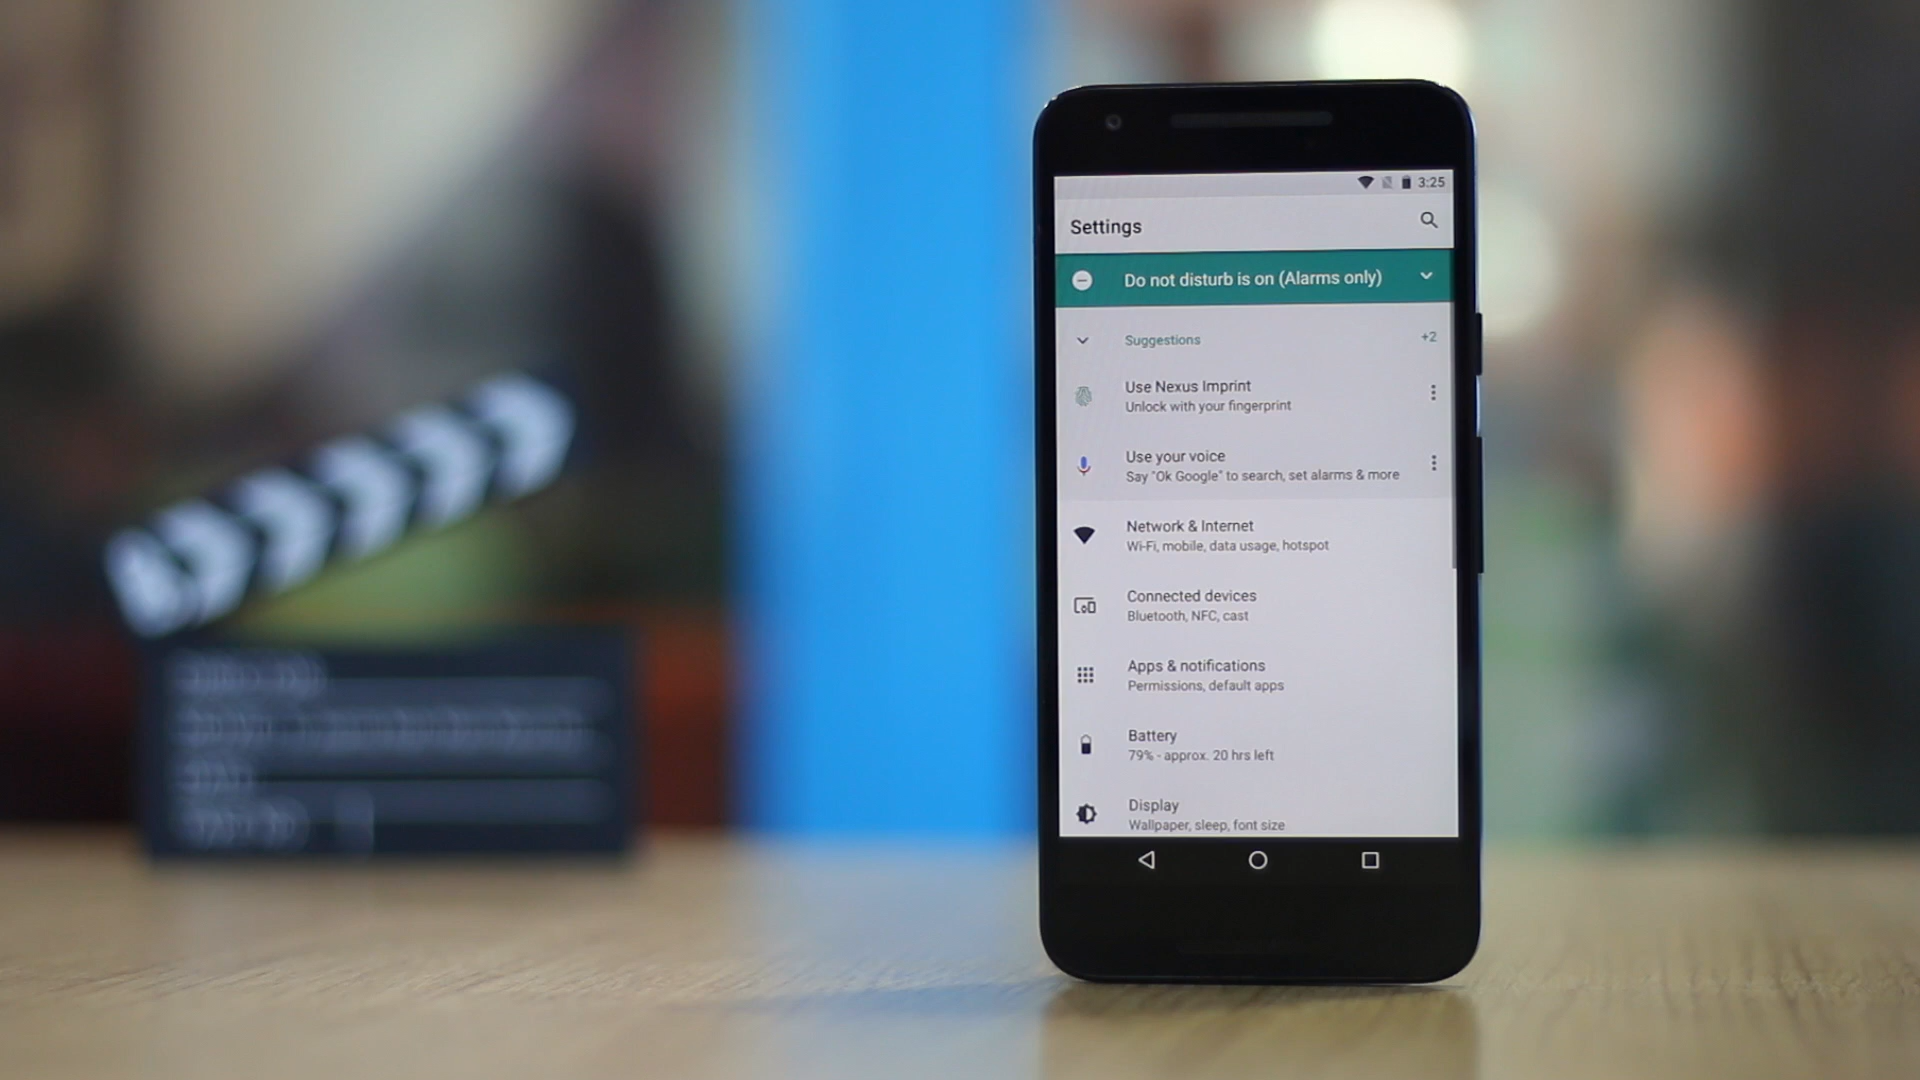 3:25
Settings
Do not disturb is on (Alarms only)
Suggestions +2
Use Nexus Imprint
Unlock with your fingerprint
Use your voice
Say "Ok Google" to search, set alarms & more
Network & Internet
Wi-Fi, mobile, data usage, hotspot
Connected devices
Bluetooth, NFC, cast
Apps & notifications
Permissions, default apps
Battery
79% - approx. 20 hrs left
Display
Wallpaper, sleep, font size